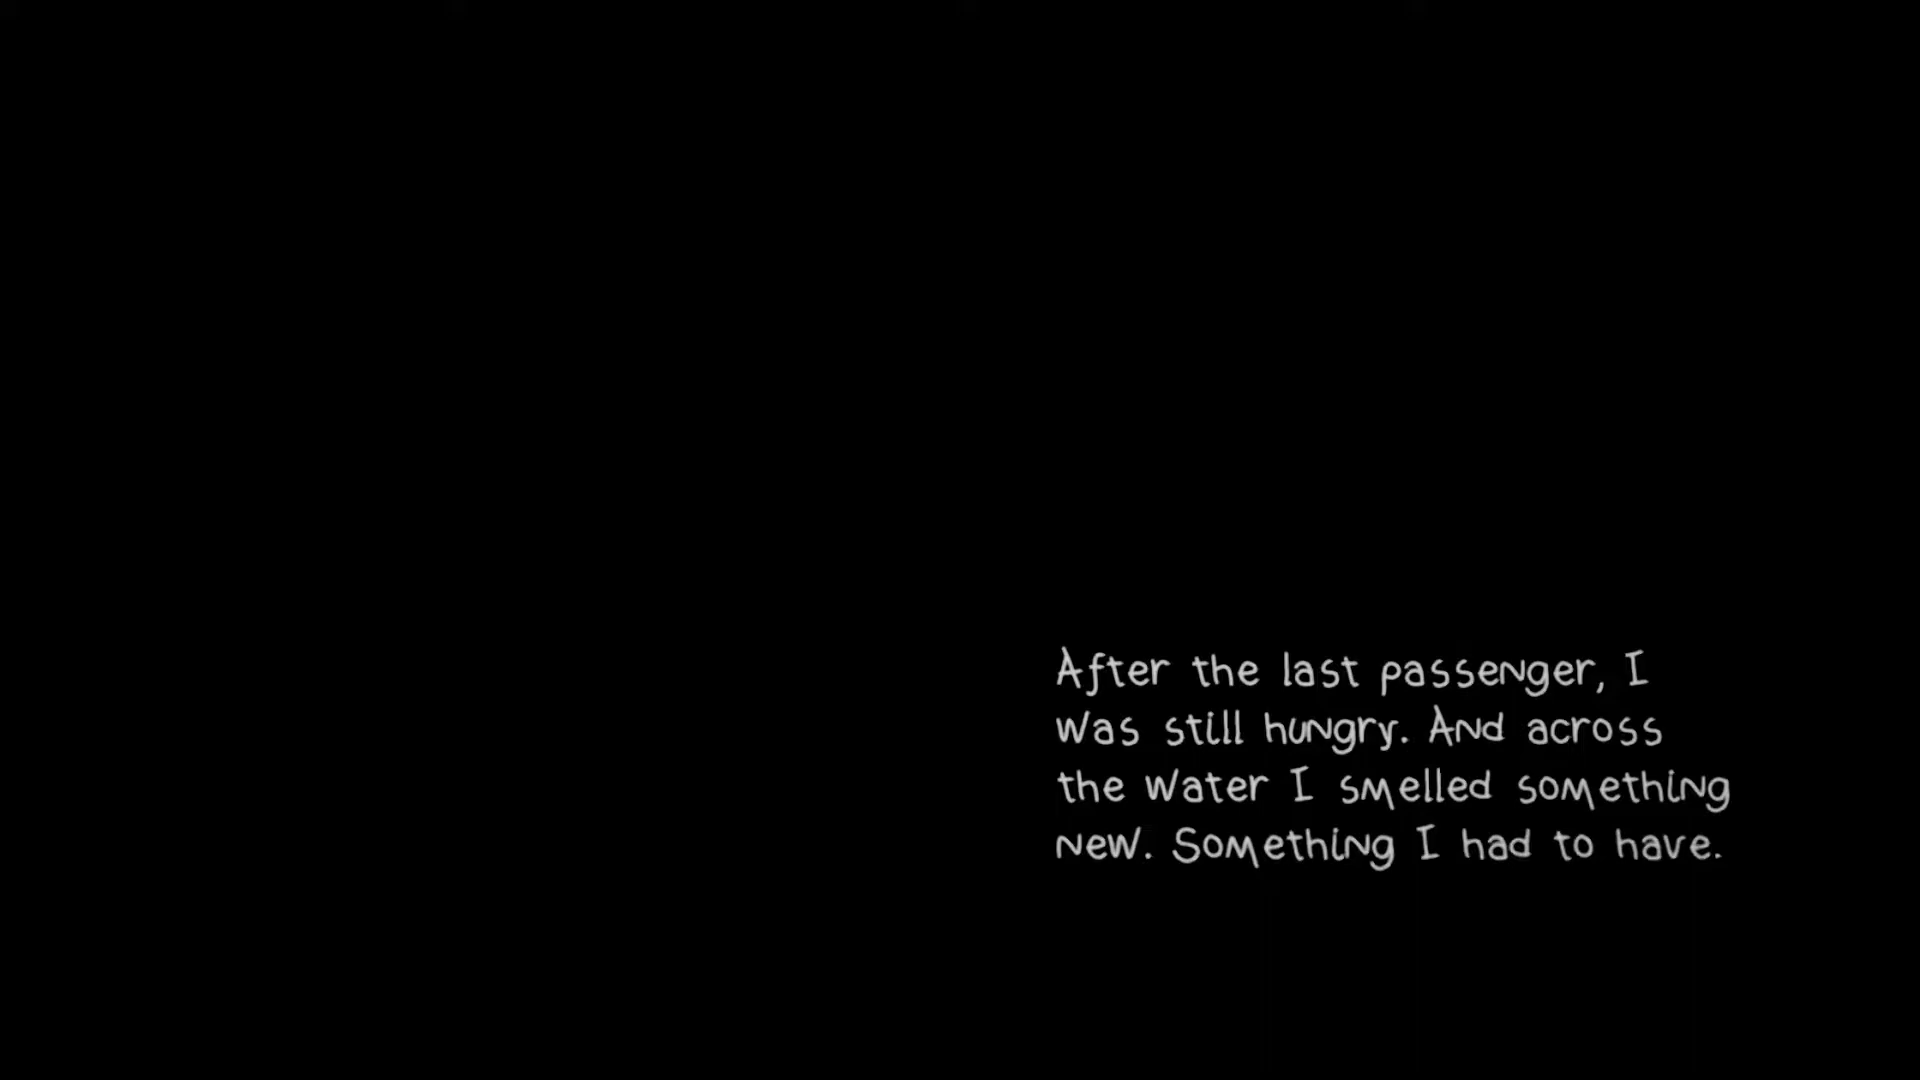 After the last passenger, I
was still hungry. And across
the water I smelled something
new. Something I had to have.